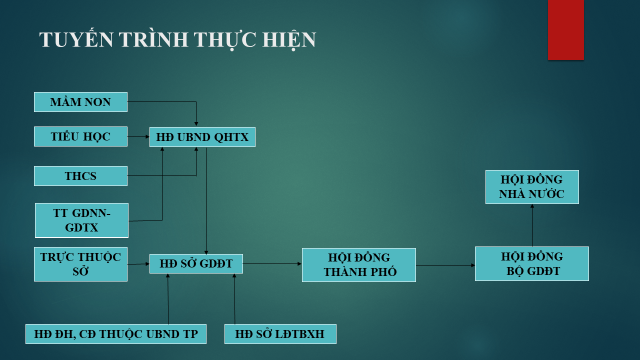 TUYẾN TRÌNH THỰC HIỆN
MẦM NON
TIỂU HỌC
HĐ UBND QHTX
THCS
HỘI ĐỒNG
NHÀ NƯỚC
TT GDNN-
GDTX
TRỰC THUỘC
SỞ
HĐ SỞ GDĐT
HỘI ĐỒNG
THÀNH PHỐ
HỘI ĐỒNG
BỘ GDĐT
HĐ ĐH, CĐ THUỘC UBND TP
HĐ SỞ LĐTBXH